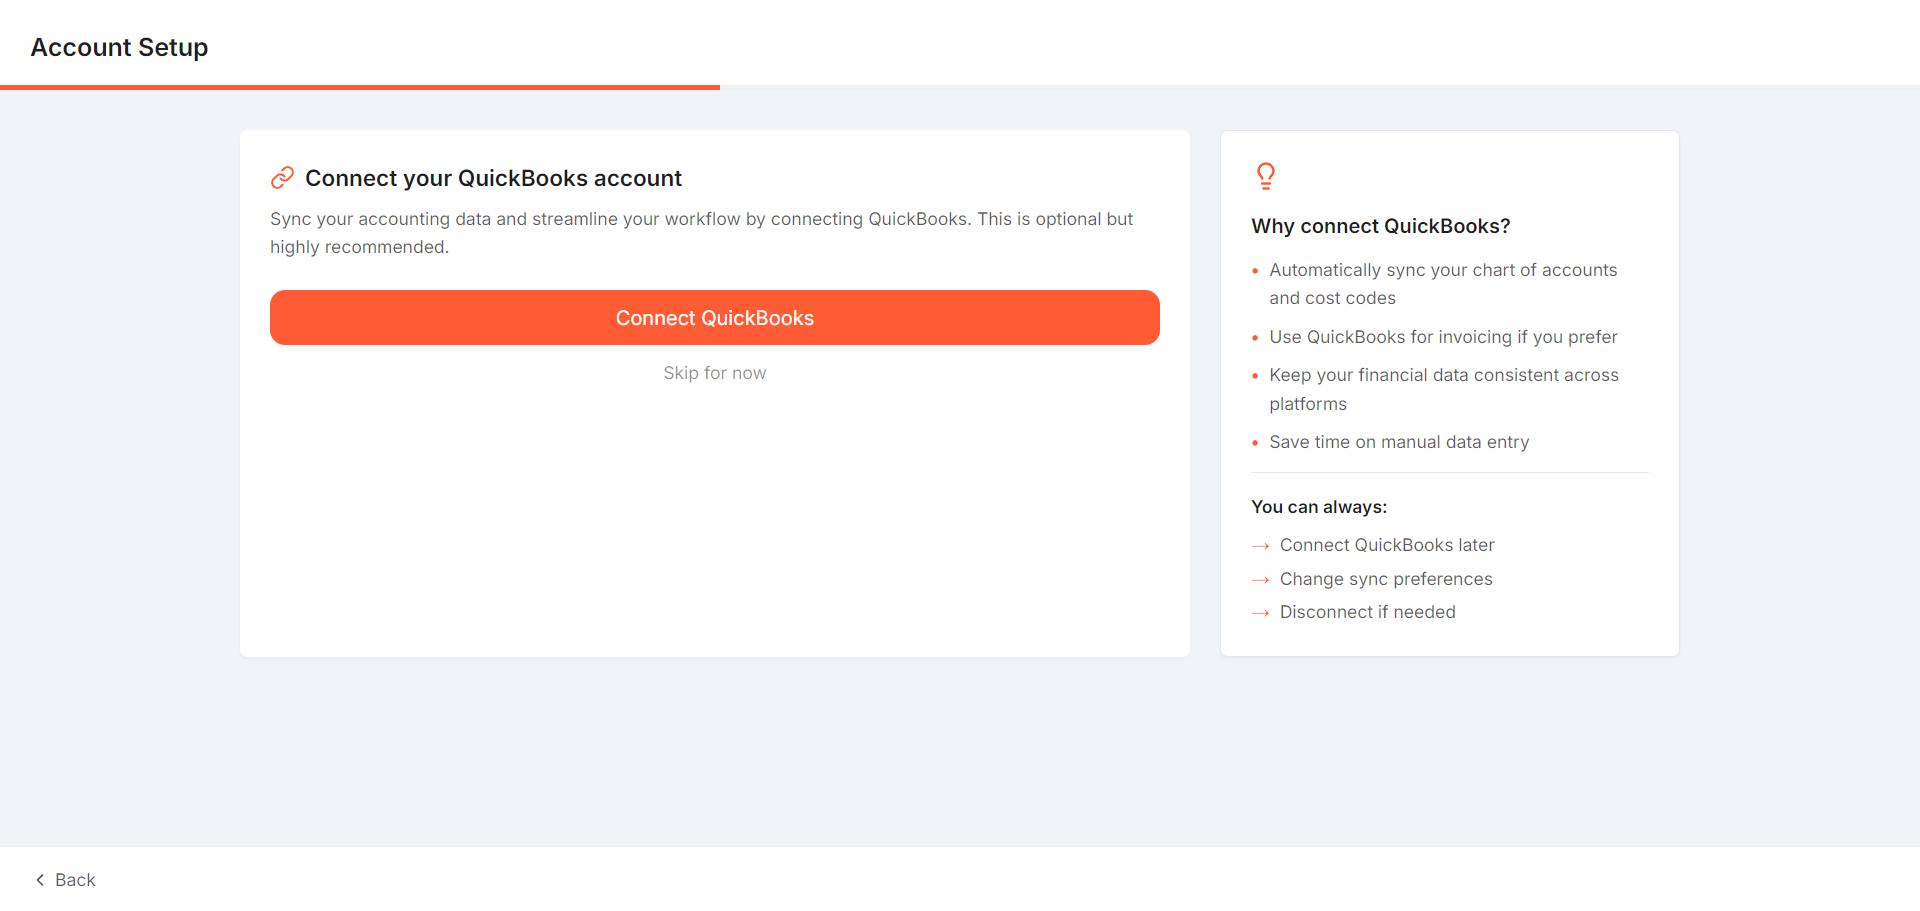 Account Setup
Connect your QuickBooks account
Sync your accounting data and streamline your workflow by connecting QuickBooks. This is optional but
highly recommended.
Connect QuickBooks
Skip for now
Why connect QuickBooks?
• Automatically sync your chart of accounts
and cost codes
• Use QuickBooks for invoicing if you prefer
• Keep your financial data consistent across
platforms
• Save time on manual data entry
You can always:
→ Connect QuickBooks later
→ Change sync preferences
→ Disconnect if needed
Back